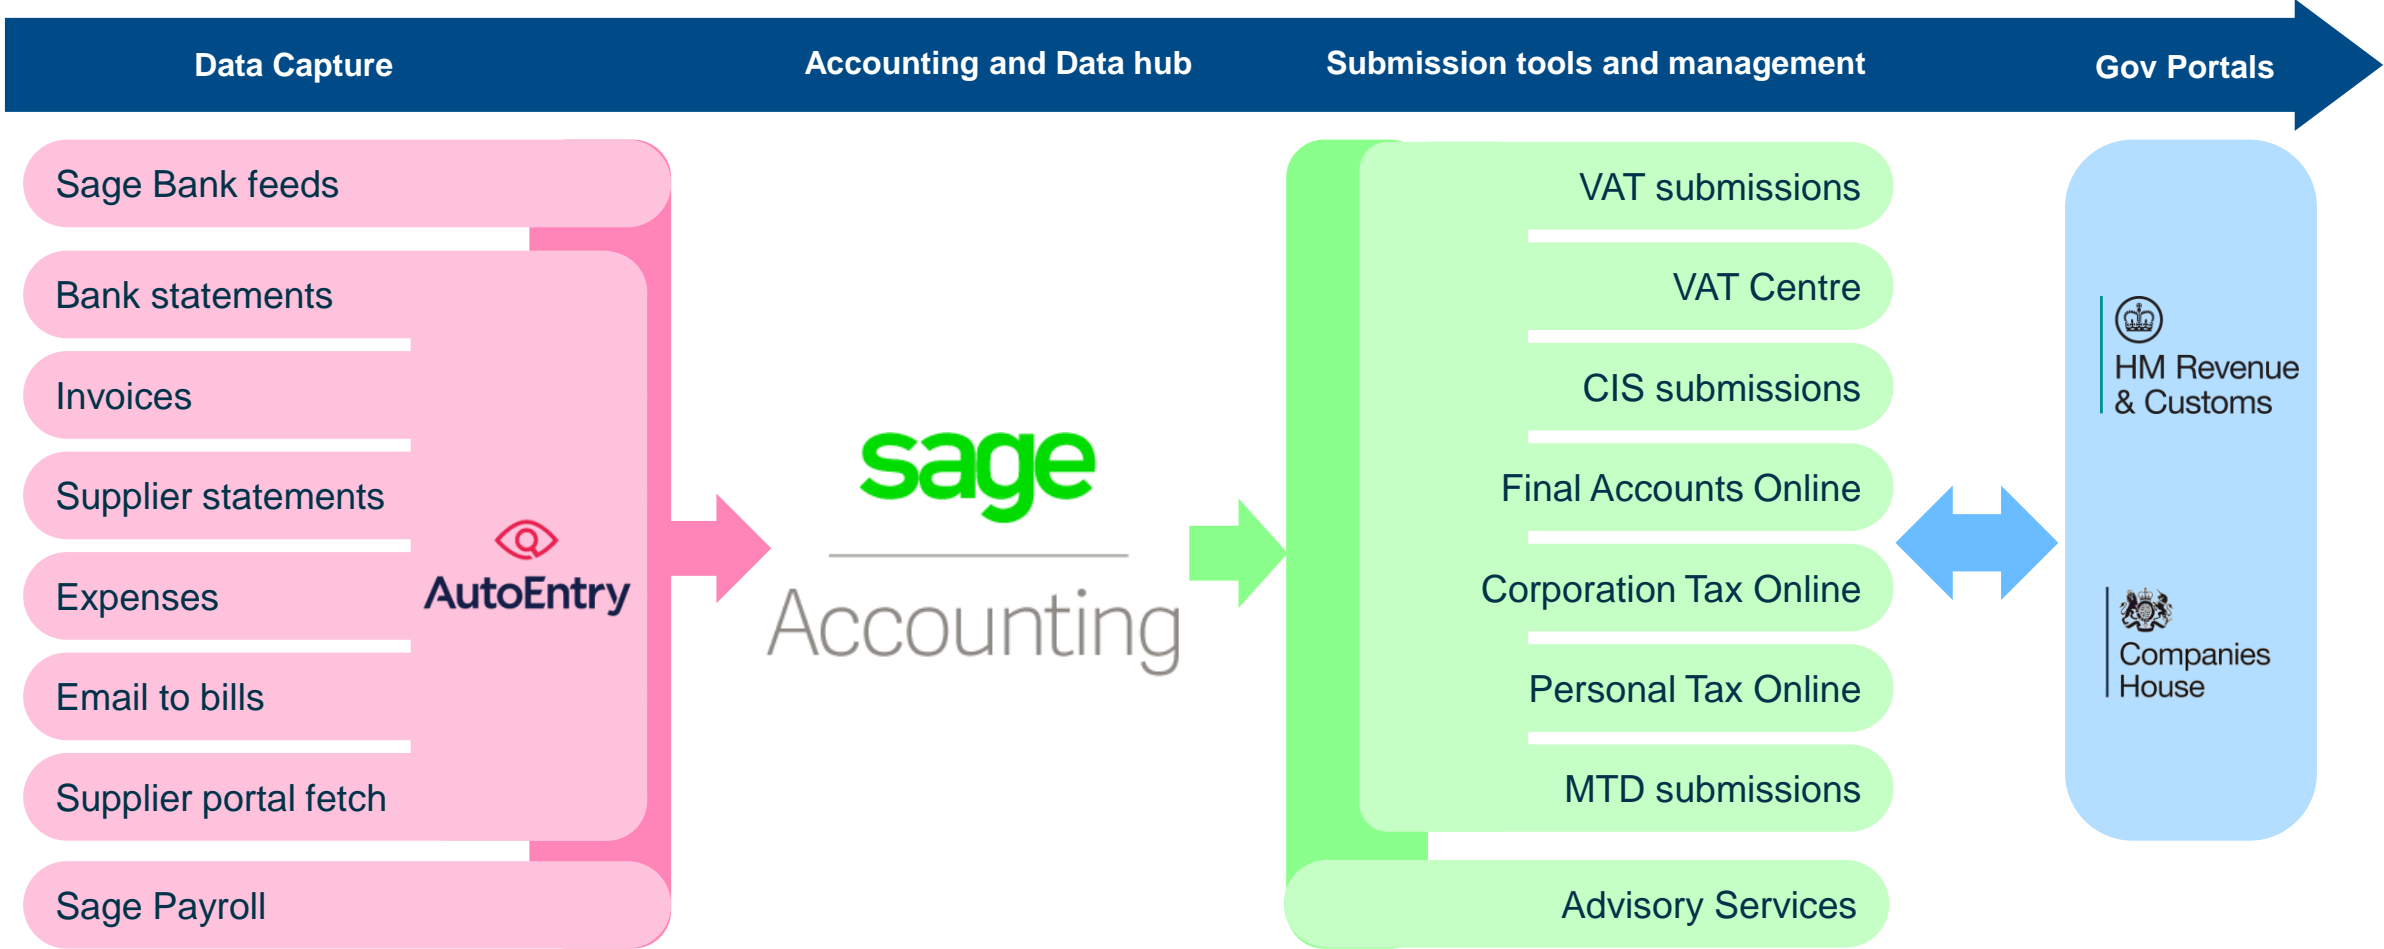 Data Capture
Accounting and Data hub
Submission tools and management
Gov Portals
Sage Bank feeds
Bank statements
Invoices
Supplier statements
Expenses
Email to bills
Supplier portal fetch
Sage Payroll
AutoEntry
sage
Accounting
VAT submissions
VAT Centre
CIS submissions
Final Accounts Online
Corporation Tax Online
Personal Tax Online
MTD submissions
Advisory Services
HM Revenue
& Customs
Companies
House